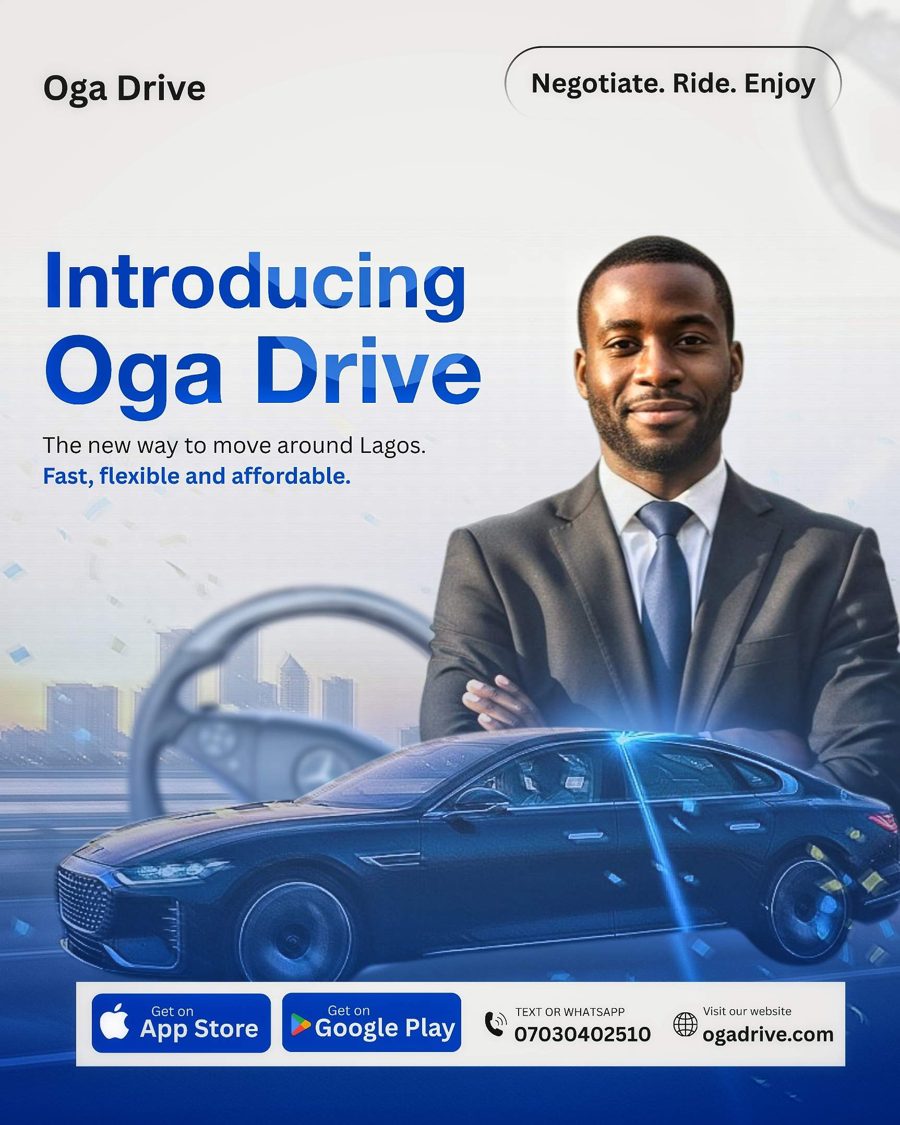 Oga Drive
Negotiate. Ride. Enjoy
Introducing
Oga Drive
The new way to move around Lagos.
Fast, flexible and affordable.
Get on
App Store
Get on
Google Play
TEXT OR WHATSAPP
07030402510
Visit our website
ogadrive.com